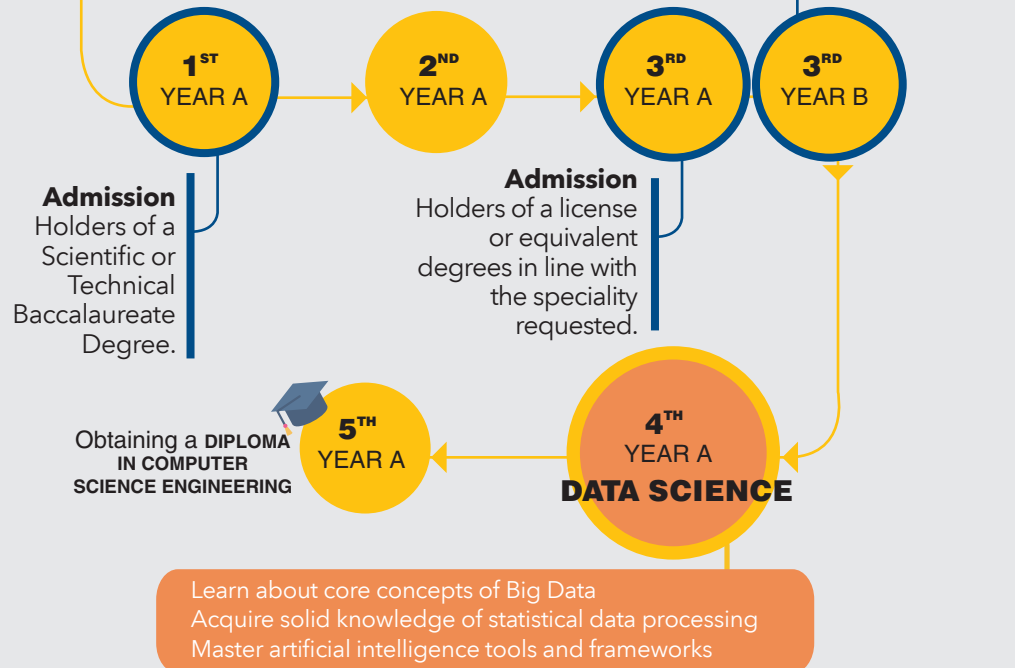 1ST
YEAR A
2ND
YEAR A
3RD
YEAR A
3RD
YEAR B
Admission
Holders of a
Scientific or
Technical
Baccalaureate
Degree.
Admission
Holders of a license
or equivalent
degrees in line with
the speciality
requested.
4TH
YEAR A
DATA SCIENCE
5TH
YEAR A
Obtaining a DIPLOMA
IN COMPUTER
SCIENCE ENGINEERING
Learn about core concepts of Big Data
Acquire solid knowledge of statistical data processing
Master artificial intelligence tools and frameworks